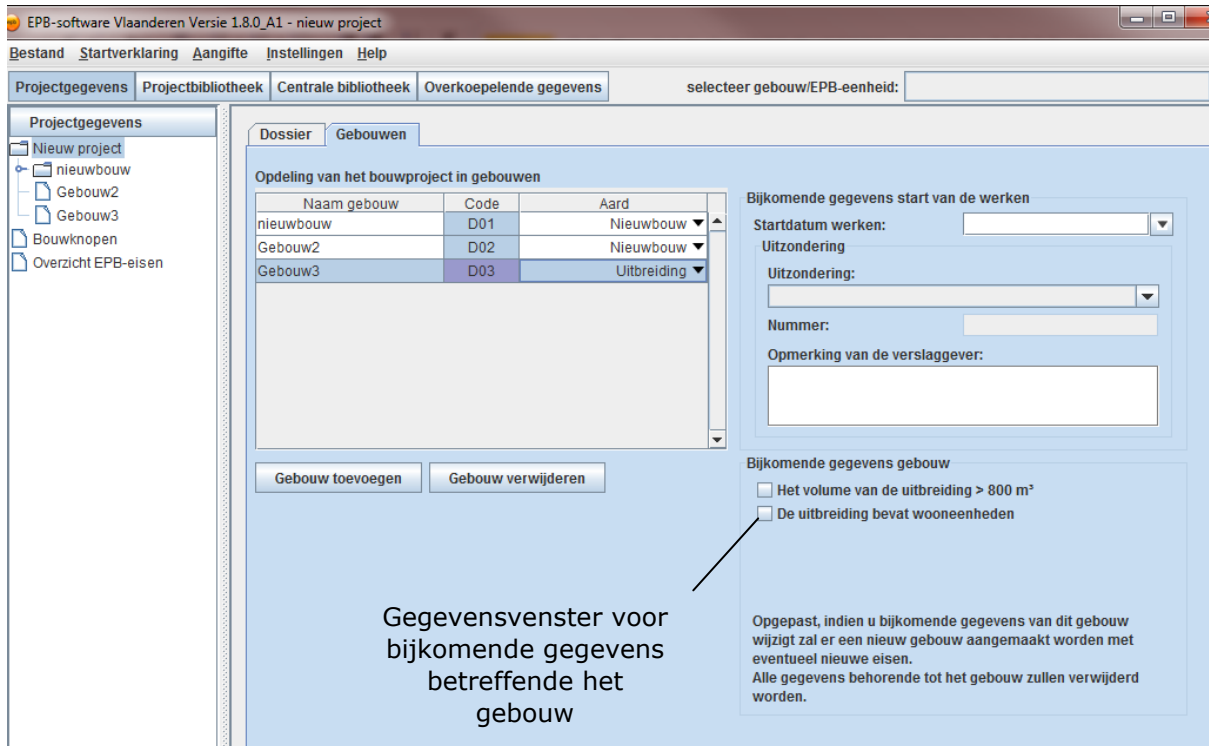 EPB-software Vlaanderen Versie 1.8.0_A1 - nieuw project
Bestand Startverklaring Aangifte Instellingen Help
Projectgegevens Projectbibliotheek Centrale bibliotheek Overkoepelende gegevens selecteer gebouw/EPB-eenheid:
Projectgegevens
Nieuw project
nieuwbouw
Gebouw2
Gebouw3
Bouwknopen
Overzicht EPB-eisen
Dossier Gebouwen
Opdeling van het bouwproject in gebouwen
Naam gebouw Code Aard
nieuwbouw D01 Nieuwbouw
Gebouw2 D02 Nieuwbouw
Gebouw3 D03 Uitbreiding
Gebouw toevoegen Gebouw verwijderen
Bijkomende gegevens start van de werken
Startdatum werken:
Uitzondering
Uitzondering:
Nummer:
Opmerking van de verslaggever:
Bijkomende gegevens gebouw
Het volume van de uitbreiding > 800 m³
De uitbreiding bevat wooneenheden
Gegevensvenster voor
bijkomende gegevens
betreffende het
gebouw
Opgepast, indien u bijkomende gegevens van dit gebouw
wijzigt zal er een nieuw gebouw aangemaakt worden met
eventueel nieuwe eisen.
Alle gegevens behorende tot het gebouw zullen verwijderd
worden.